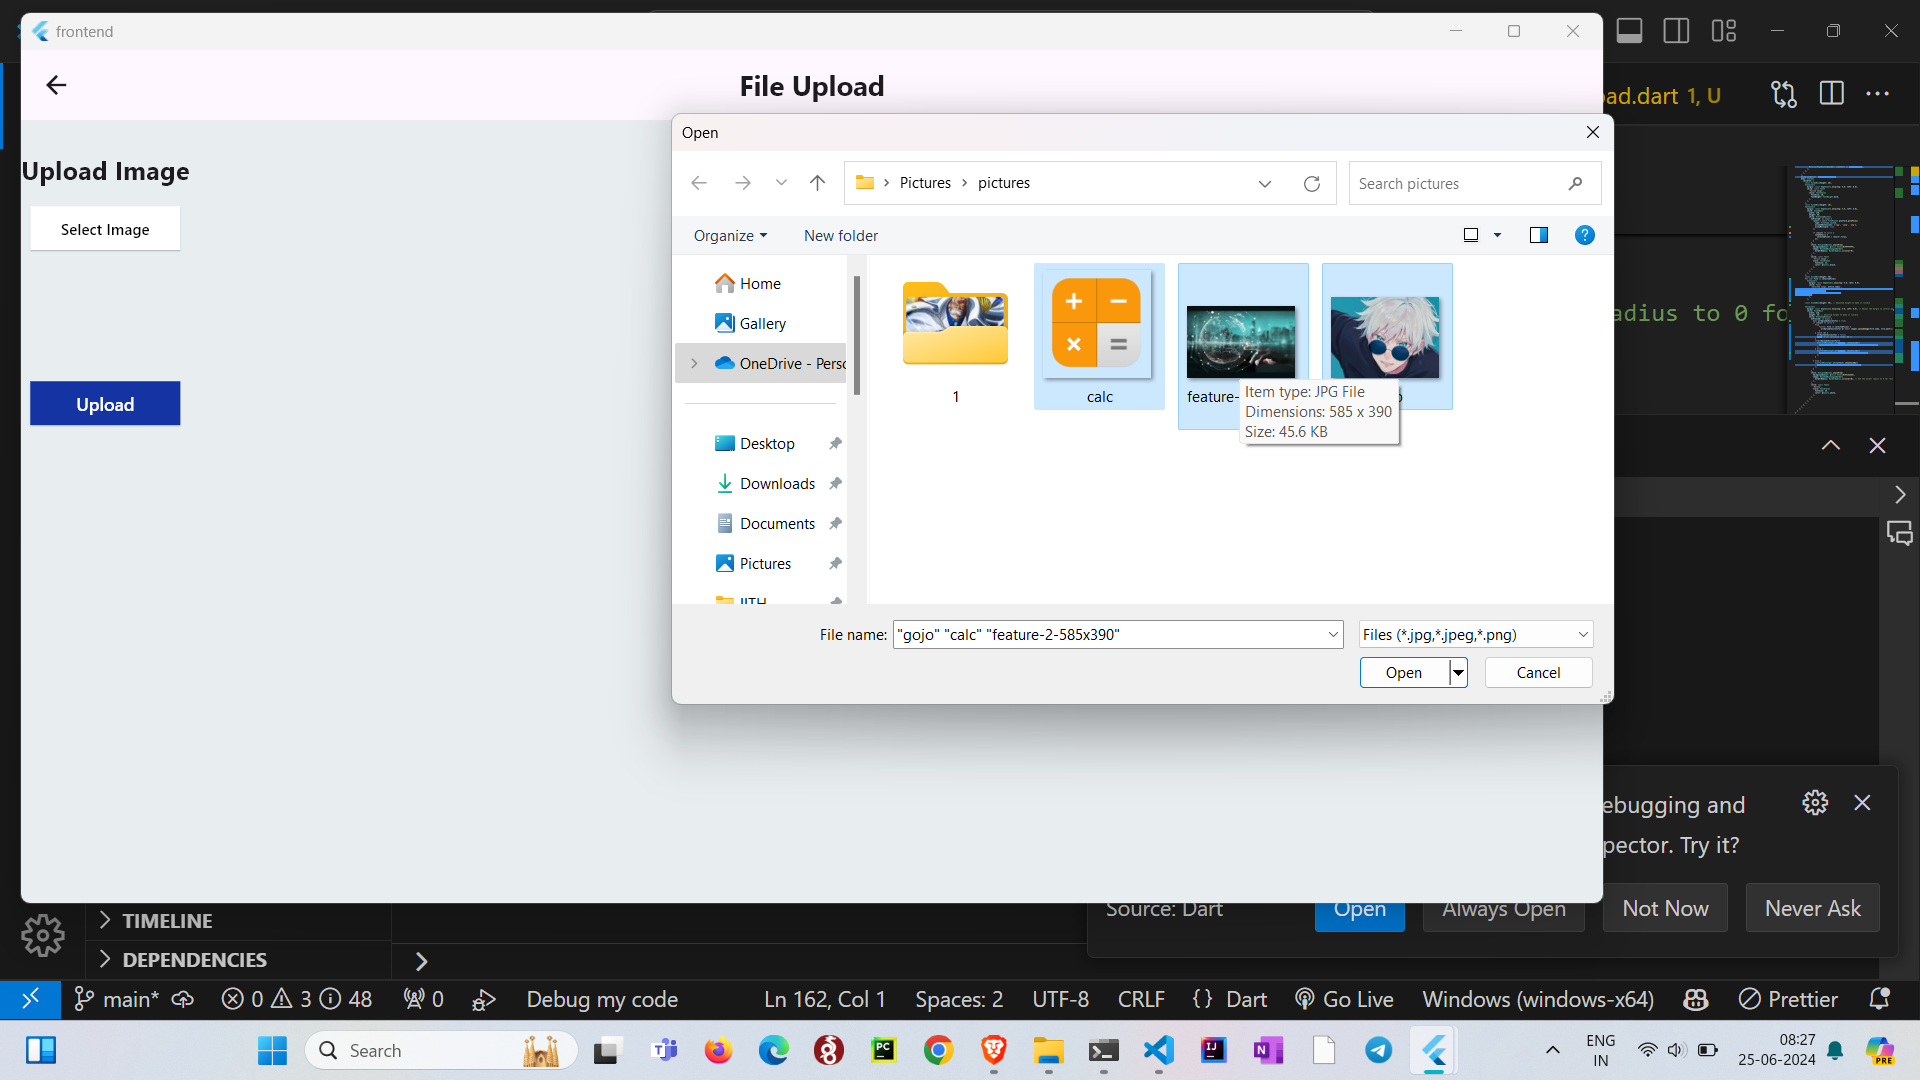 frontend
File Upload
Upload Image
Select Image
Upload
Open
Pictures
pictures
Search pictures
Organize
New folder
Home
Gallery
OneDrive - Perso
Desktop
Downloads
Documents
Pictures
IITH
1
calc
feature-
Item type: JPG File
Dimensions: 585 x 390
Size: 45.6 KB
File name:
"gojo" "calc" "feature-2-585x390"
Files (*.jpg,*.jpeg,*.png)
Open
Cancel
oad.dart 1, U
adius to 0 fo
ebugging and
pector. Try it?
Source: Dart
Open
Always Open
Not Now
Never Ask
TIMELINE
DEPENDENCIES
main*
0 3 48
0
Debug my code
Ln 162, Col 1
Spaces: 2
UTF-8
CRLF
{ } Dart
Go Live
Windows (windows-x64)
Prettier
Search
PC
IJ
N
ENG
IN
08:27
25-06-2024
PRE